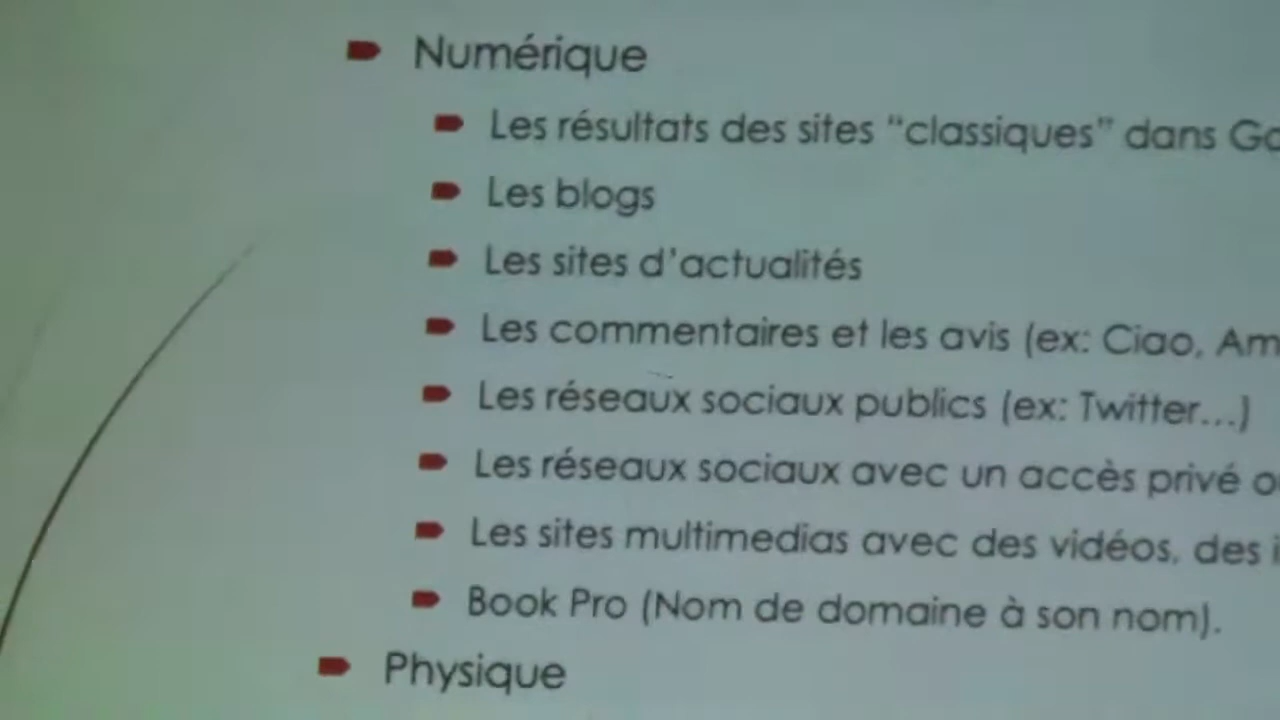 Numérique
Les résultats des sites “classiques” dans
Les blogs
Les sites d’actualités
Les commentaires et les avis (ex: Ciao,
Les réseaux sociaux publics (ex: Twitter...)
Les réseaux sociaux avec un accès privé
Les sites multimedias avec des vidéos, des
Book Pro (Nom de domaine à son nom).
Physique